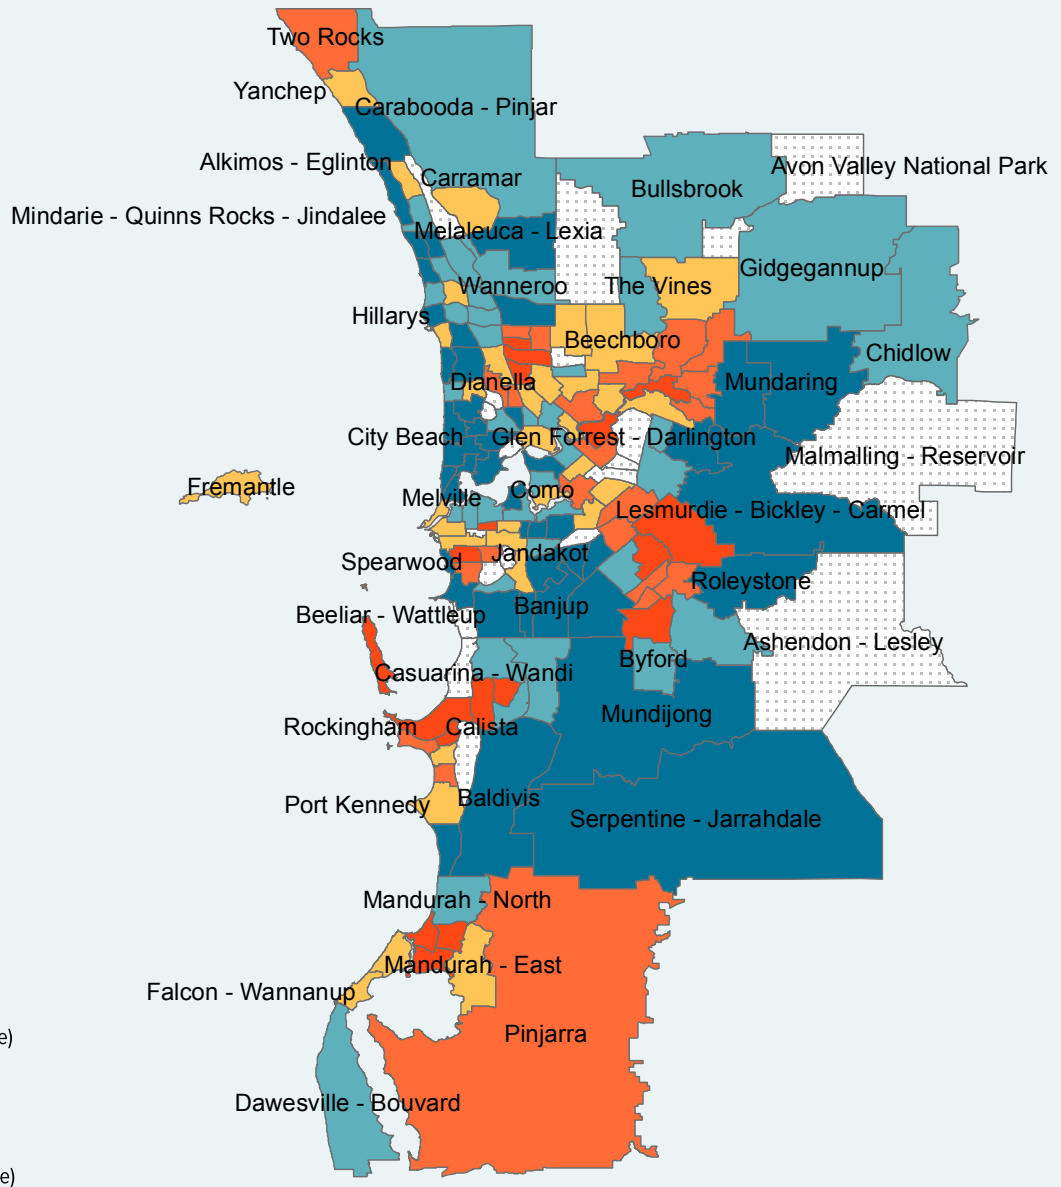 Two Rocks
Yanchep
Carabooda - Pinjar
Alkimos - Eglinton
Avon Valley National Park
Carramar
Bullsbrook
Mindarie - Quinns Rocks - Jindalee
Melaleuca - Lexia
Gidgegannup
Wanneroo
The Vines
Hillarys
Beechboro
Chidlow
Dianella
Mundaring
City Beach
Glen Forrest - Darlington
Malmalling - Reservoir
Fremantle
Melville
Como
Lesmurdie - Bickley - Carmel
Jandakot
Spearwood
Roleystone
Banjup
Beeliar - Wattleup
Ashendon - Lesley
Byford
Casuarina - Wandi
Mundijong
Rockingham
Calista
Baldivis
Port Kennedy
Serpentine - Jarrahdale
Mandurah - North
Mandurah - East
Falcon - Wannanup
Pinjarra
e)
Dawesville - Bouvard
e)